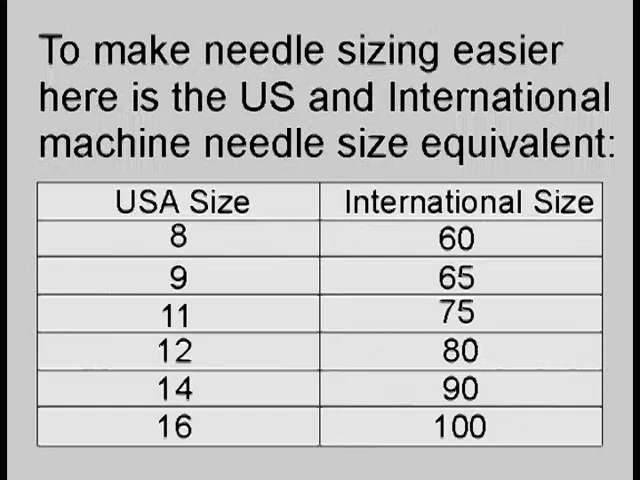 To make needle sizing easier
here is the US and International
machine needle size equivalent:
USA Size International Size
8 60
9 65
11 75
12 80
14 90
16 100